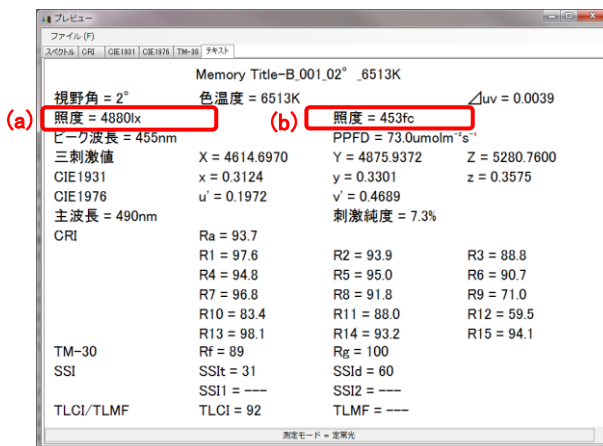 プレビュー
ファイル (F)
スペクトル CRI CIE1931 CIE1976 TM-30 テキスト
Memory Title-B_001_02° _6513K
視野角 = 2° 色温度 = 6513K ⊿uv = 0.0039
(a) 照度 = 4880lx (b) 照度 = 453fc
ピーク波長 = 455nm PPFD = 73.0umolm⁻²s⁻¹
三刺激値 X = 4614.6970 Y = 4875.9372 Z = 5280.7600
CIE1931 x = 0.3124 y = 0.3301 z = 0.3575
CIE1976 u' = 0.1972 v' = 0.4689
主波長 = 490nm 刺激純度 = 7.3%
CRI Ra = 93.7
R1 = 97.6 R2 = 93.9 R3 = 88.8
R4 = 94.8 R5 = 95.0 R6 = 90.7
R7 = 96.8 R8 = 91.8 R9 = 71.0
R10 = 83.4 R11 = 88.0 R12 = 59.5
R13 = 98.1 R14 = 93.2 R15 = 94.1
TM-30 Rf = 89 Rg = 100
SSI SSIt = 31 SSId = 60
SSI1 = --- SSI2 = ---
TLCI/TLMF TLCI = 92 TLMF = ---
測定モード = 定常光